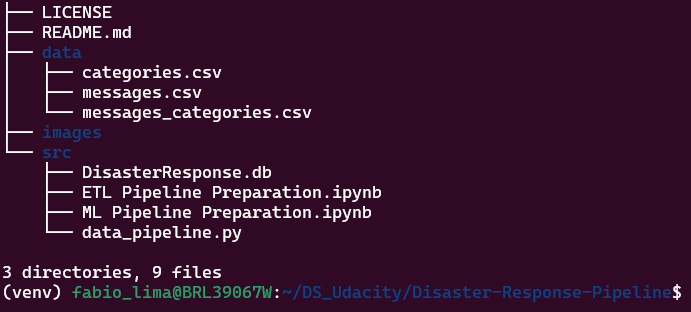 ├── LICENSE
├── README.md
├── data
│   ├── categories.csv
│   ├── messages.csv
│   └── messages_categories.csv
├── images
└── src
    ├── DisasterResponse.db
    ├── ETL Pipeline Preparation.ipynb
    ├── ML Pipeline Preparation.ipynb
    └── data_pipeline.py

3 directories, 9 files
(venv) fabio_lima@BRL39067W:~/DS_Udacity/Disaster-Response-Pipeline$